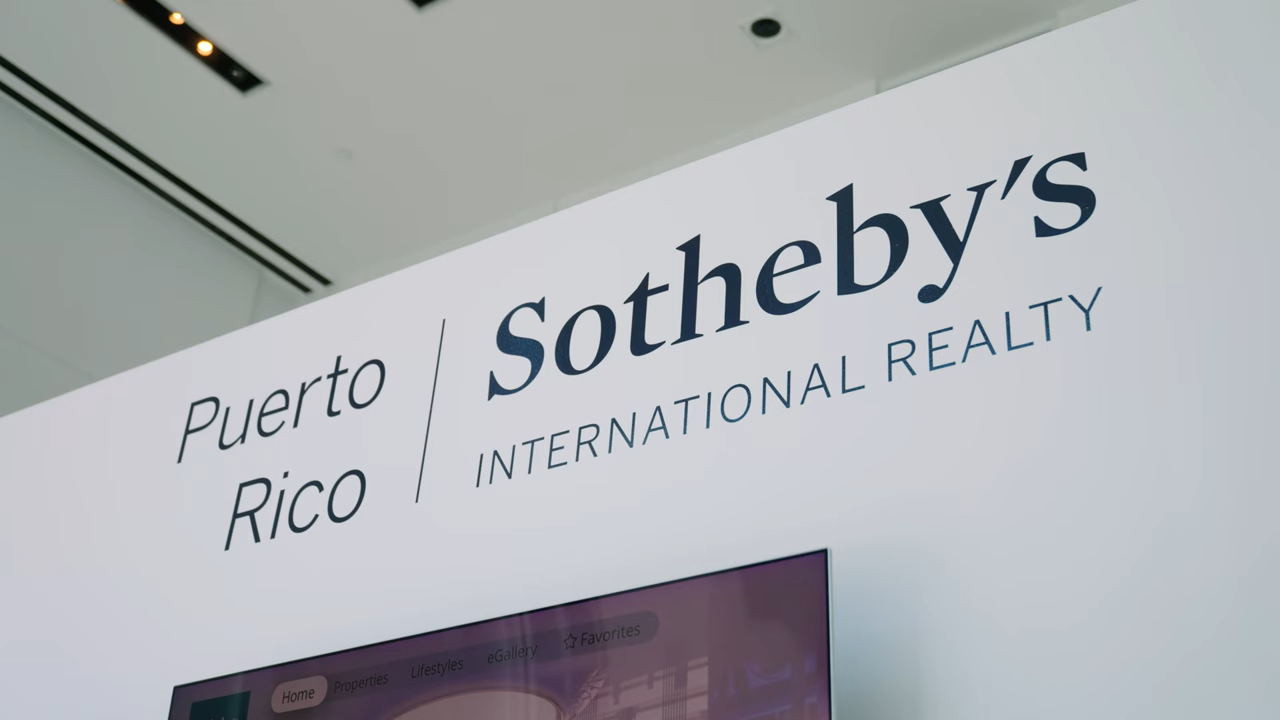 Puerto
Rico
Sotheby's
INTERNATIONAL REALTY
Home Properties Lifestyles eGallery Favorites